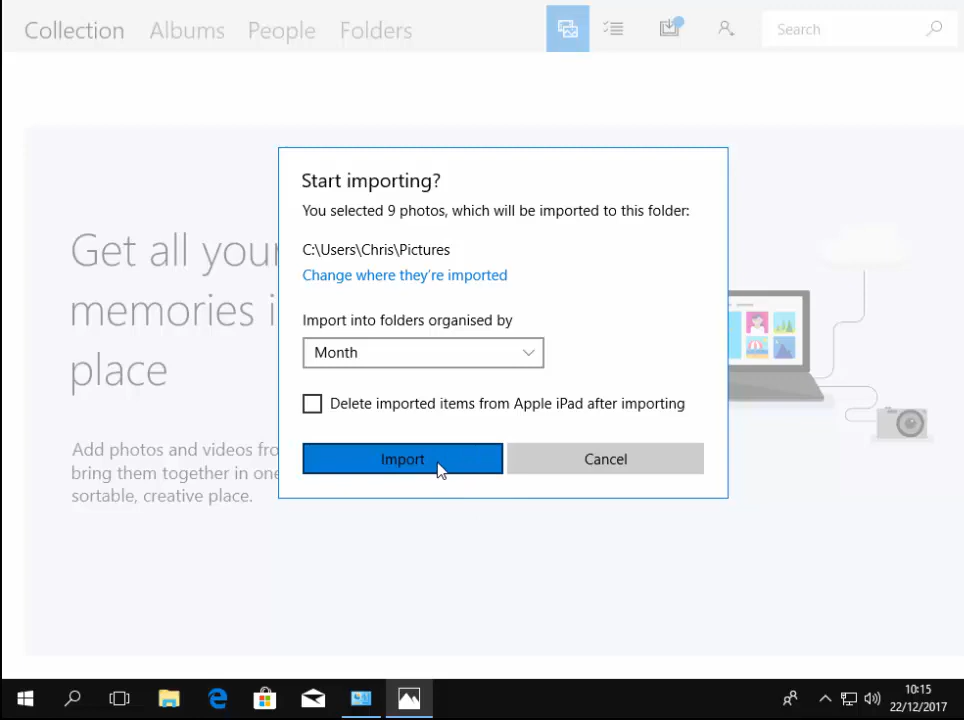 Collection Albums People Folders Search
Start importing?
You selected 9 photos, which will be imported to this folder:
C:\Users\Chris\Pictures
Change where they're imported
Import into folders organised by
Month
Delete imported items from Apple iPad after importing
Import Cancel
Get all your
memories i
place
Add photos and videos fro
bring them together in one
sortable, creative place.
10:15
22/12/2017